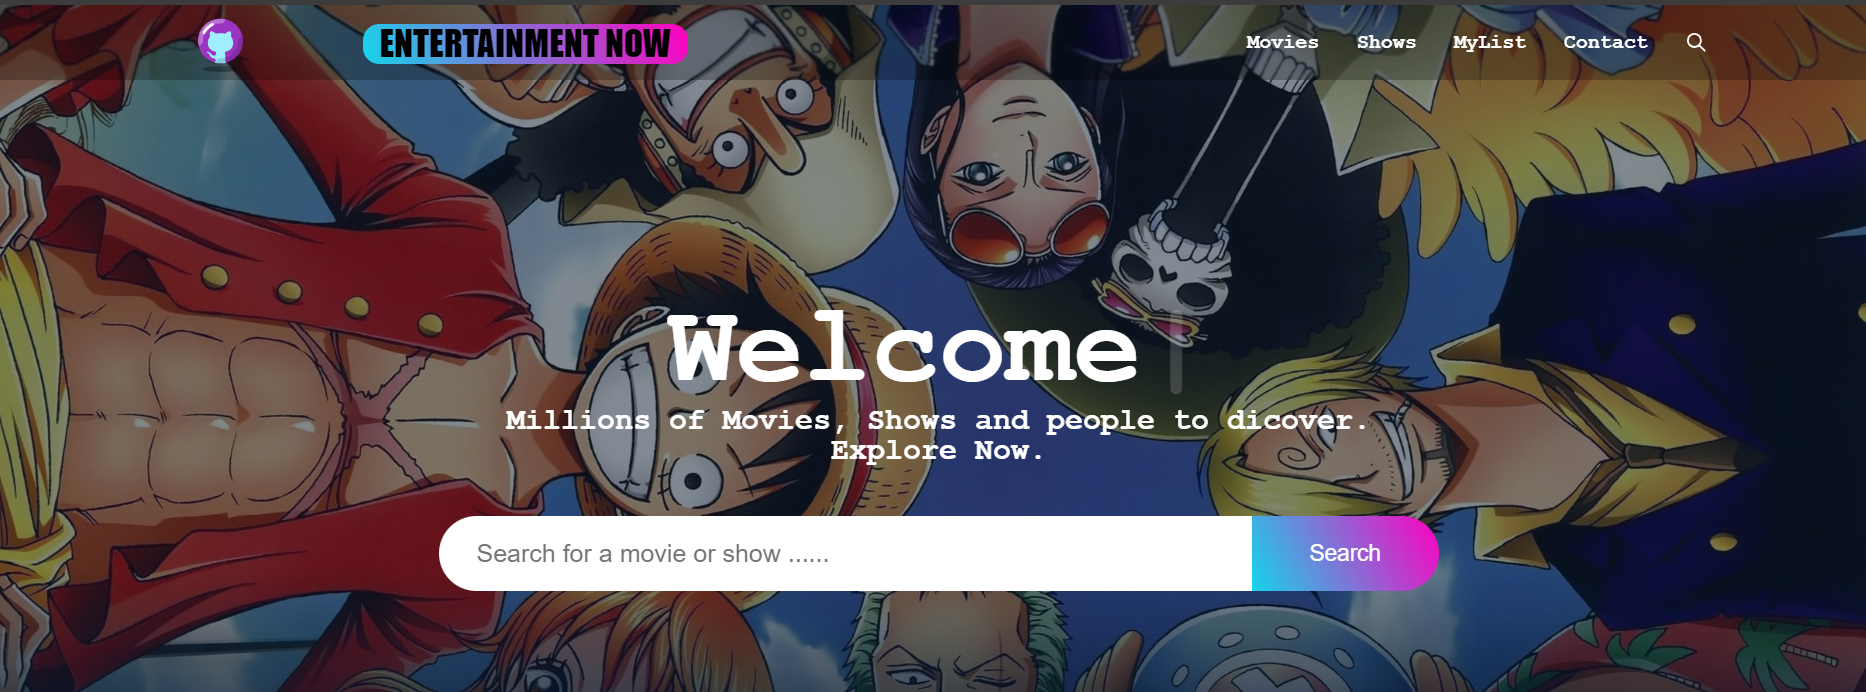 ENTERTAINMENT NOW
Movies Shows MyList Contact
Welcome
Millions of Movies, Shows and people to dicover.
Explore Now.
Search for a movie or show ......
Search